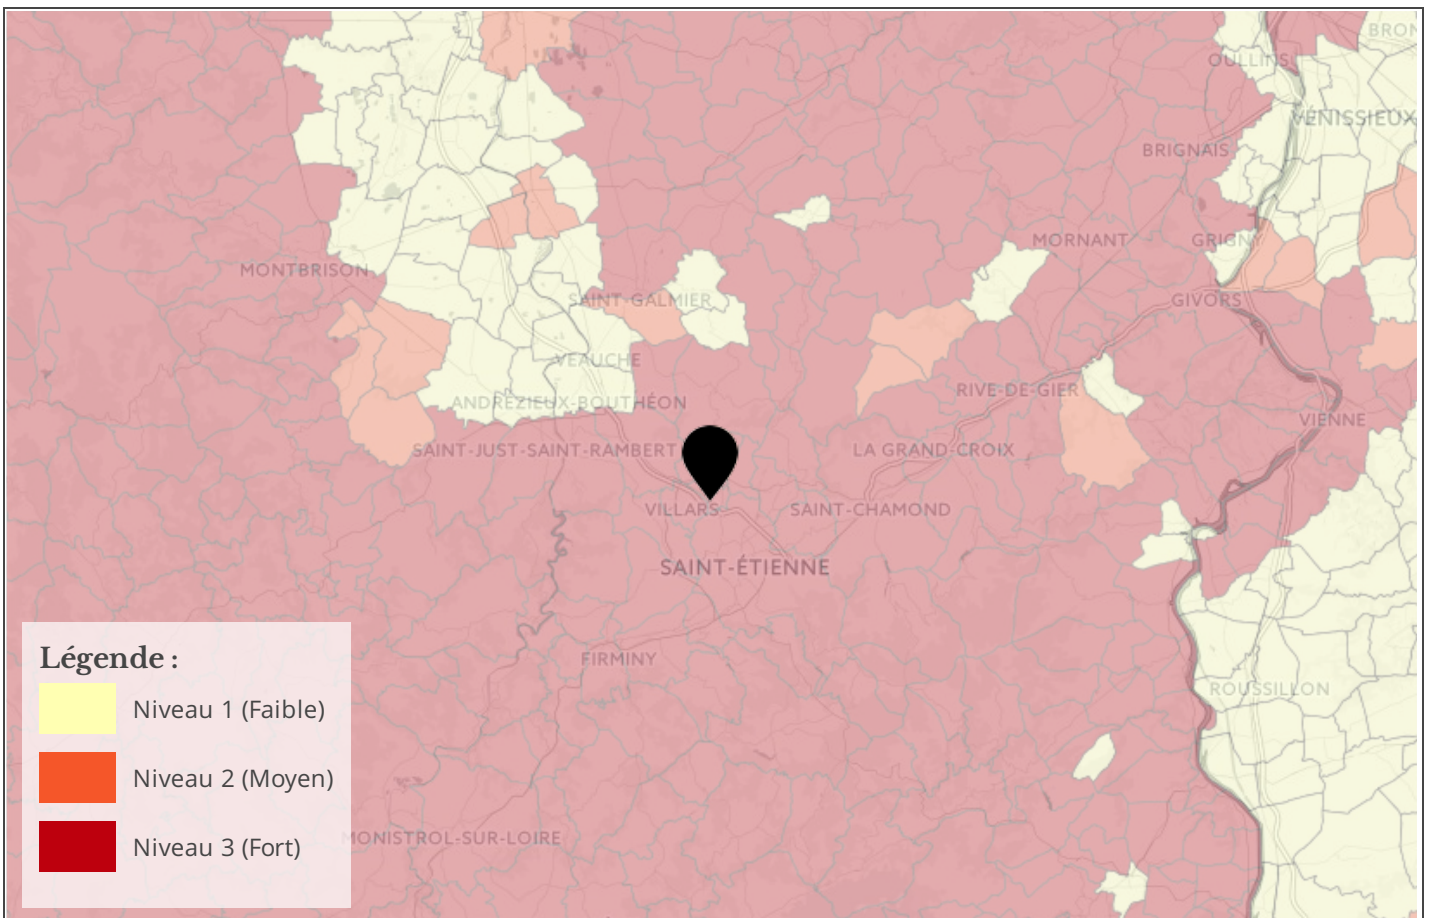 BRON
OULLINS
VÉNISSIEUX
BRIGNAIS
MORNANT
GRIGNY
MONTBRISON
SAINT-GALMIER
GIVORS
VEAUCHE
RIVE-DE-GIER
ANDRÉZIEUX-BOUTHÉON
VIENNE
SAINT-JUST-SAINT-RAMBERT
LA GRAND-CROIX
VILLARS
SAINT-CHAMOND
SAINT-ÉTIENNE
FIRMINY
ROUSSILLON
MONISTROL-SUR-LOIRE
Légende :
Niveau 1 (Faible)
Niveau 2 (Moyen)
Niveau 3 (Fort)